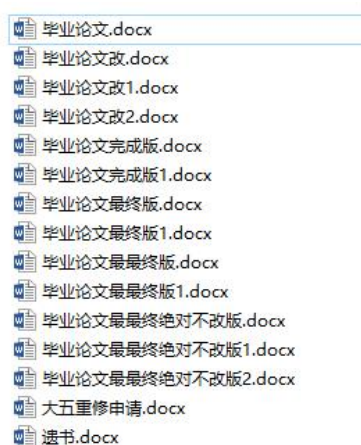 毕业论文.docx
毕业论文改.docx
毕业论文改1.docx
毕业论文改2.docx
毕业论文完成版.docx
毕业论文完成版1.docx
毕业论文最终版.docx
毕业论文最终版1.docx
毕业论文最最终版.docx
毕业论文最最终版1.docx
毕业论文最最终绝对不改版.docx
毕业论文最最终绝对不改版1.docx
毕业论文最最终绝对不改版2.docx
大五重修申请.docx
遗书.docx